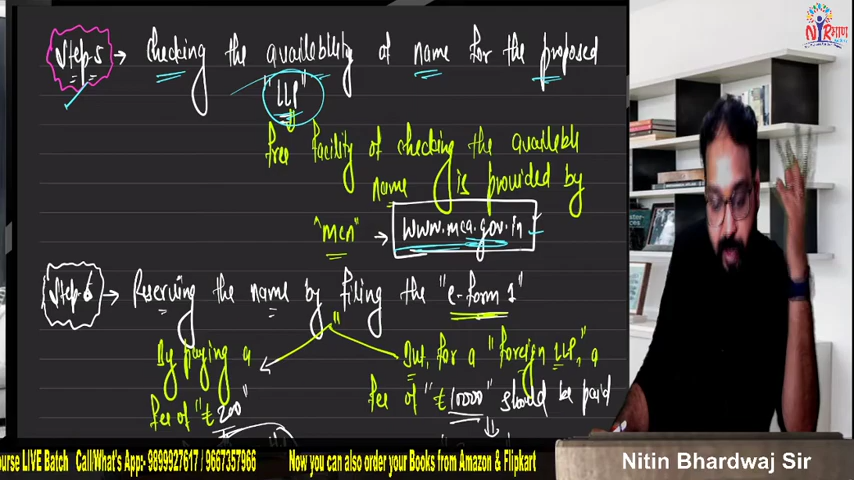 Step-5 → checking the availability of name for the proposed
"LLP"
free facility of checking the availabl
name is provided by
"MCA" → www.mca.gov.in
Step-6 → Reserving the name by filing the "e-form 1"
By paying a
fee of "₹200"
But, for a "foreign LLP," a
fee of "₹10000" should be paid
NIRMAण
ourse LIVE Batch Call/What's App: 9899927617 / 9667357966 Now you can also order your Books from Amazon & Flipkart
Nitin Bhardwaj Sir